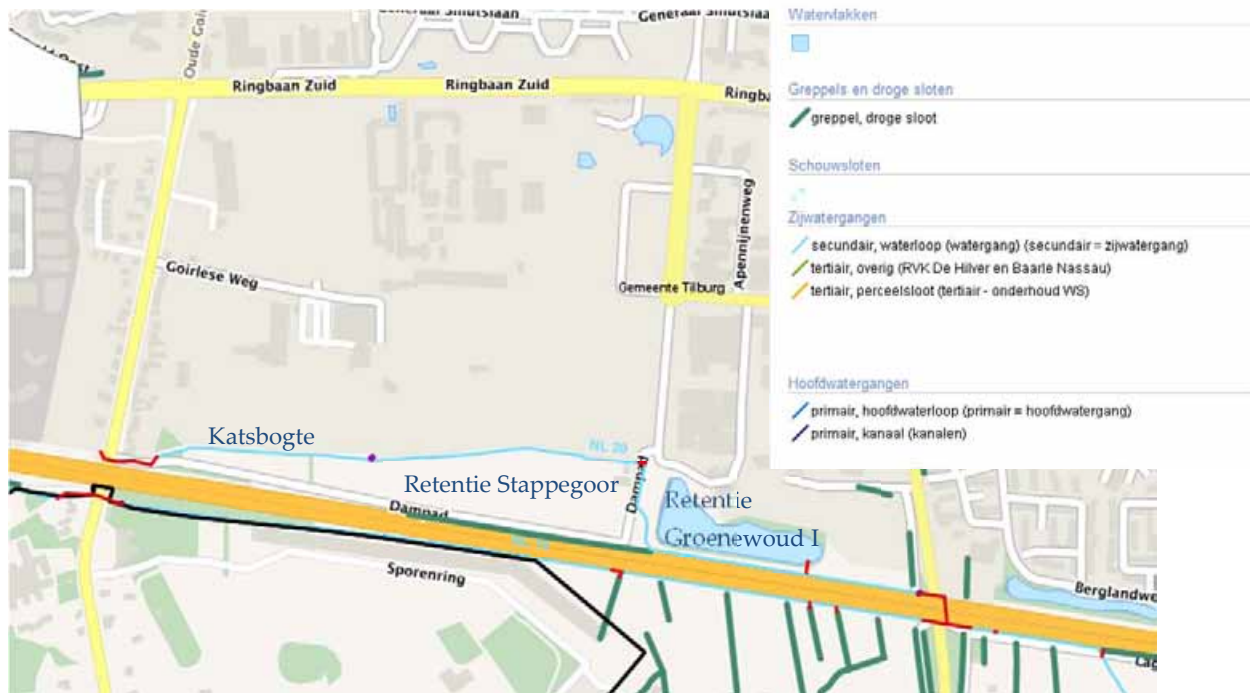 Generaal Smutslaan
Oude Goi
Ringbaan Zuid
Ringbaan Zuid
Ringba
Goirlese Weg
Apennijnenweg
Gemeente Tilburg
Katsbogte
NL 20
Retentie Stappegoor
Dampad
Dampad
Retentie
Groenewoud I
Sporenring
Berglandwe
Lag
Watervlakken
Greppels en droge sloten
greppel, droge sloot
Schouwsloten
Zijwatergangen
secundair, waterloop (watergang) (secundair = zijwatergang)
tertiair, overig (RVK De Hilver en Baarle Nassau)
tertiair, perceelsloot (tertiair - onderhoud WS)
Hoofdwatergangen
primair, hoofdwaterloop (primair = hoofdwatergang)
primair, kanaal (kanalen)